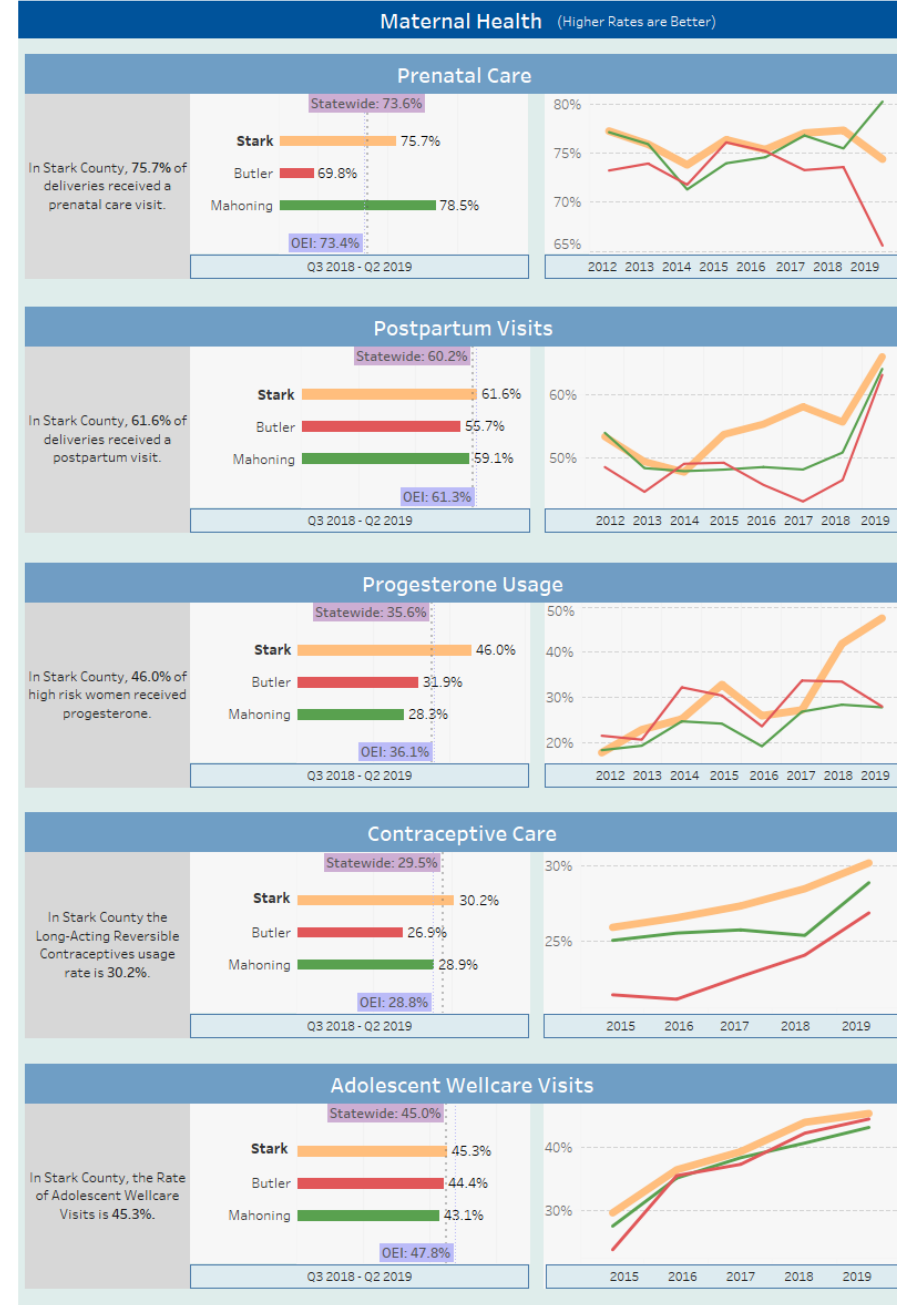 Maternal Health (Higher Rates are Better)
Prenatal Care
In Stark County, 75.7% of
deliveries received a
prenatal care visit.
Statewide: 73.6%
Stark 75.7%
Butler 69.8%
Mahoning 78.5%
OEI: 73.4%
Q3 2018 - Q2 2019
80%
75%
70%
65%
2012 2013 2014 2015 2016 2017 2018 2019
Postpartum Visits
In Stark County, 61.6% of
deliveries received a
postpartum visit.
Statewide: 60.2%
Stark 61.6%
Butler 55.7%
Mahoning 59.1%
OEI: 61.3%
Q3 2018 - Q2 2019
60%
50%
2012 2013 2014 2015 2016 2017 2018 2019
Progesterone Usage
In Stark County, 46.0% of
high risk women received
progesterone.
Statewide: 35.6%
Stark 46.0%
Butler 31.9%
Mahoning 28.3%
OEI: 36.1%
Q3 2018 - Q2 2019
50%
40%
30%
20%
2012 2013 2014 2015 2016 2017 2018 2019
Contraceptive Care
In Stark County the
Long-Acting Reversible
Contraceptives usage
rate is 30.2%.
Statewide: 29.5%
Stark 30.2%
Butler 26.9%
Mahoning 28.9%
OEI: 28.8%
Q3 2018 - Q2 2019
30%
25%
2015 2016 2017 2018 2019
Adolescent Wellcare Visits
In Stark County, the Rate
of Adolescent Wellcare
Visits is 45.3%.
Statewide: 45.0%
Stark 45.3%
Butler 44.4%
Mahoning 43.1%
OEI: 47.8%
Q3 2018 - Q2 2019
40%
30%
2015 2016 2017 2018 2019